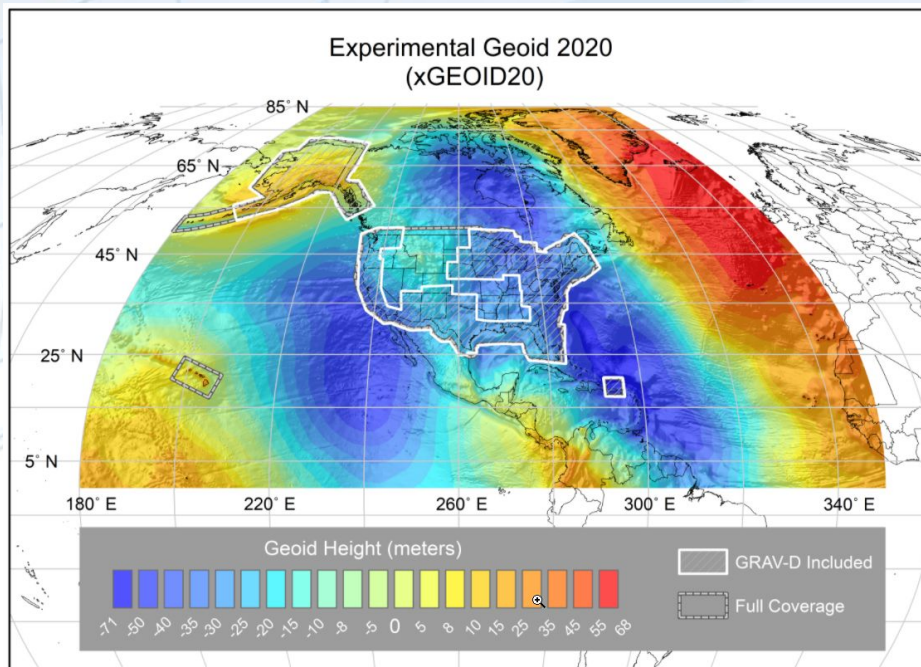 Experimental Geoid 2020
(xGEOID20)
85° N
65° N
45° N
25° N
5° N
180° E
220° E
260° E
300° E
340° E
Geoid Height (meters)
-71 -50 -40 -35 -30 -25 -20 -15 -10 -8 -5 0 5 8 10 15 25 35 45 55 68
GRAV-D Included
Full Coverage